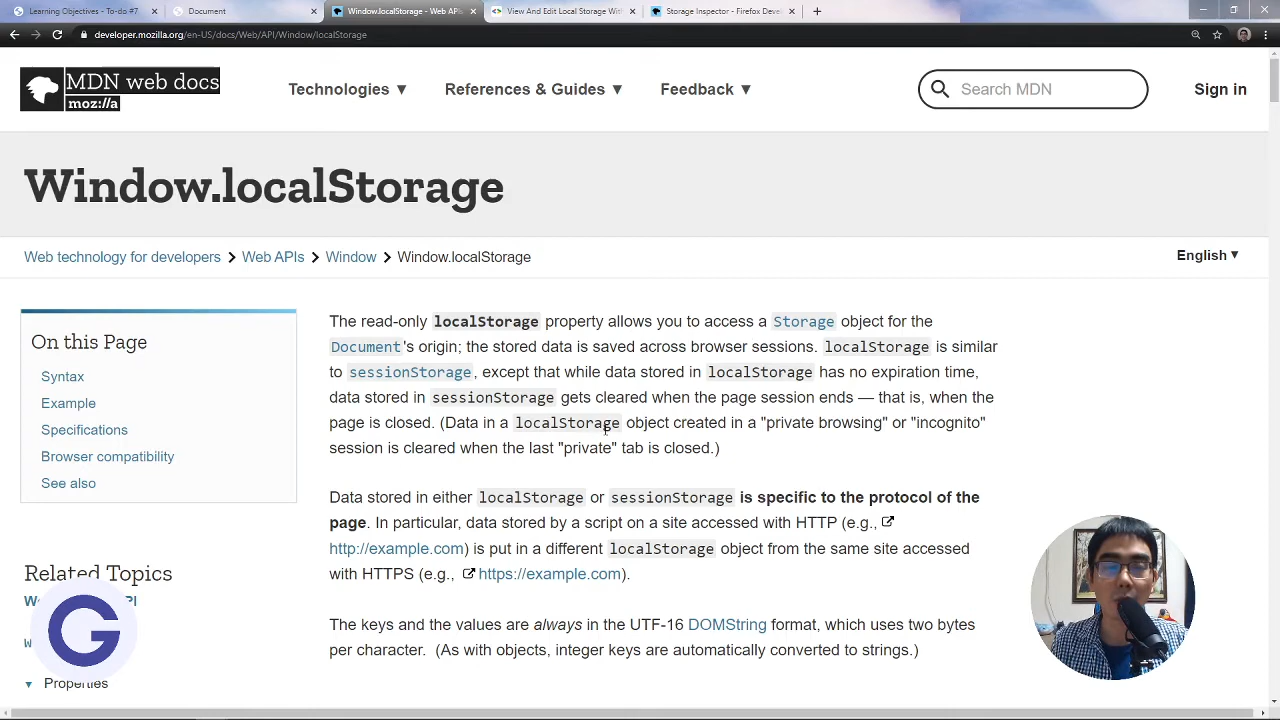 Learning Objectives - To-do #7
Document
Window.localStorage - Web APIs
View And Edit Local Storage With
Storage Inspector - Firefox Dev
developer.mozilla.org/en-US/docs/Web/API/Window/localStorage
MDN web docs
moz://a
Technologies ▼
References & Guides ▼
Feedback ▼
Search MDN
Sign in
Window.localStorage
Web technology for developers > Web APIs > Window > Window.localStorage
English ▼
On this Page
Syntax
Example
Specifications
Browser compatibility
See also
Related Topics
Properties
The read-only localStorage property allows you to access a Storage object for the
Document's origin; the stored data is saved across browser sessions. localStorage is similar
to sessionStorage, except that while data stored in localStorage has no expiration time,
data stored in sessionStorage gets cleared when the page session ends — that is, when the
page is closed. (Data in a localStorage object created in a "private browsing" or "incognito"
session is cleared when the last "private" tab is closed.)
Data stored in either localStorage or sessionStorage is specific to the protocol of the
page. In particular, data stored by a script on a site accessed with HTTP (e.g.,
http://example.com) is put in a different localStorage object from the same site accessed
with HTTPS (e.g., https://example.com).
The keys and the values are always in the UTF-16 DOMString format, which uses two bytes
per character. (As with objects, integer keys are automatically converted to strings.)
G